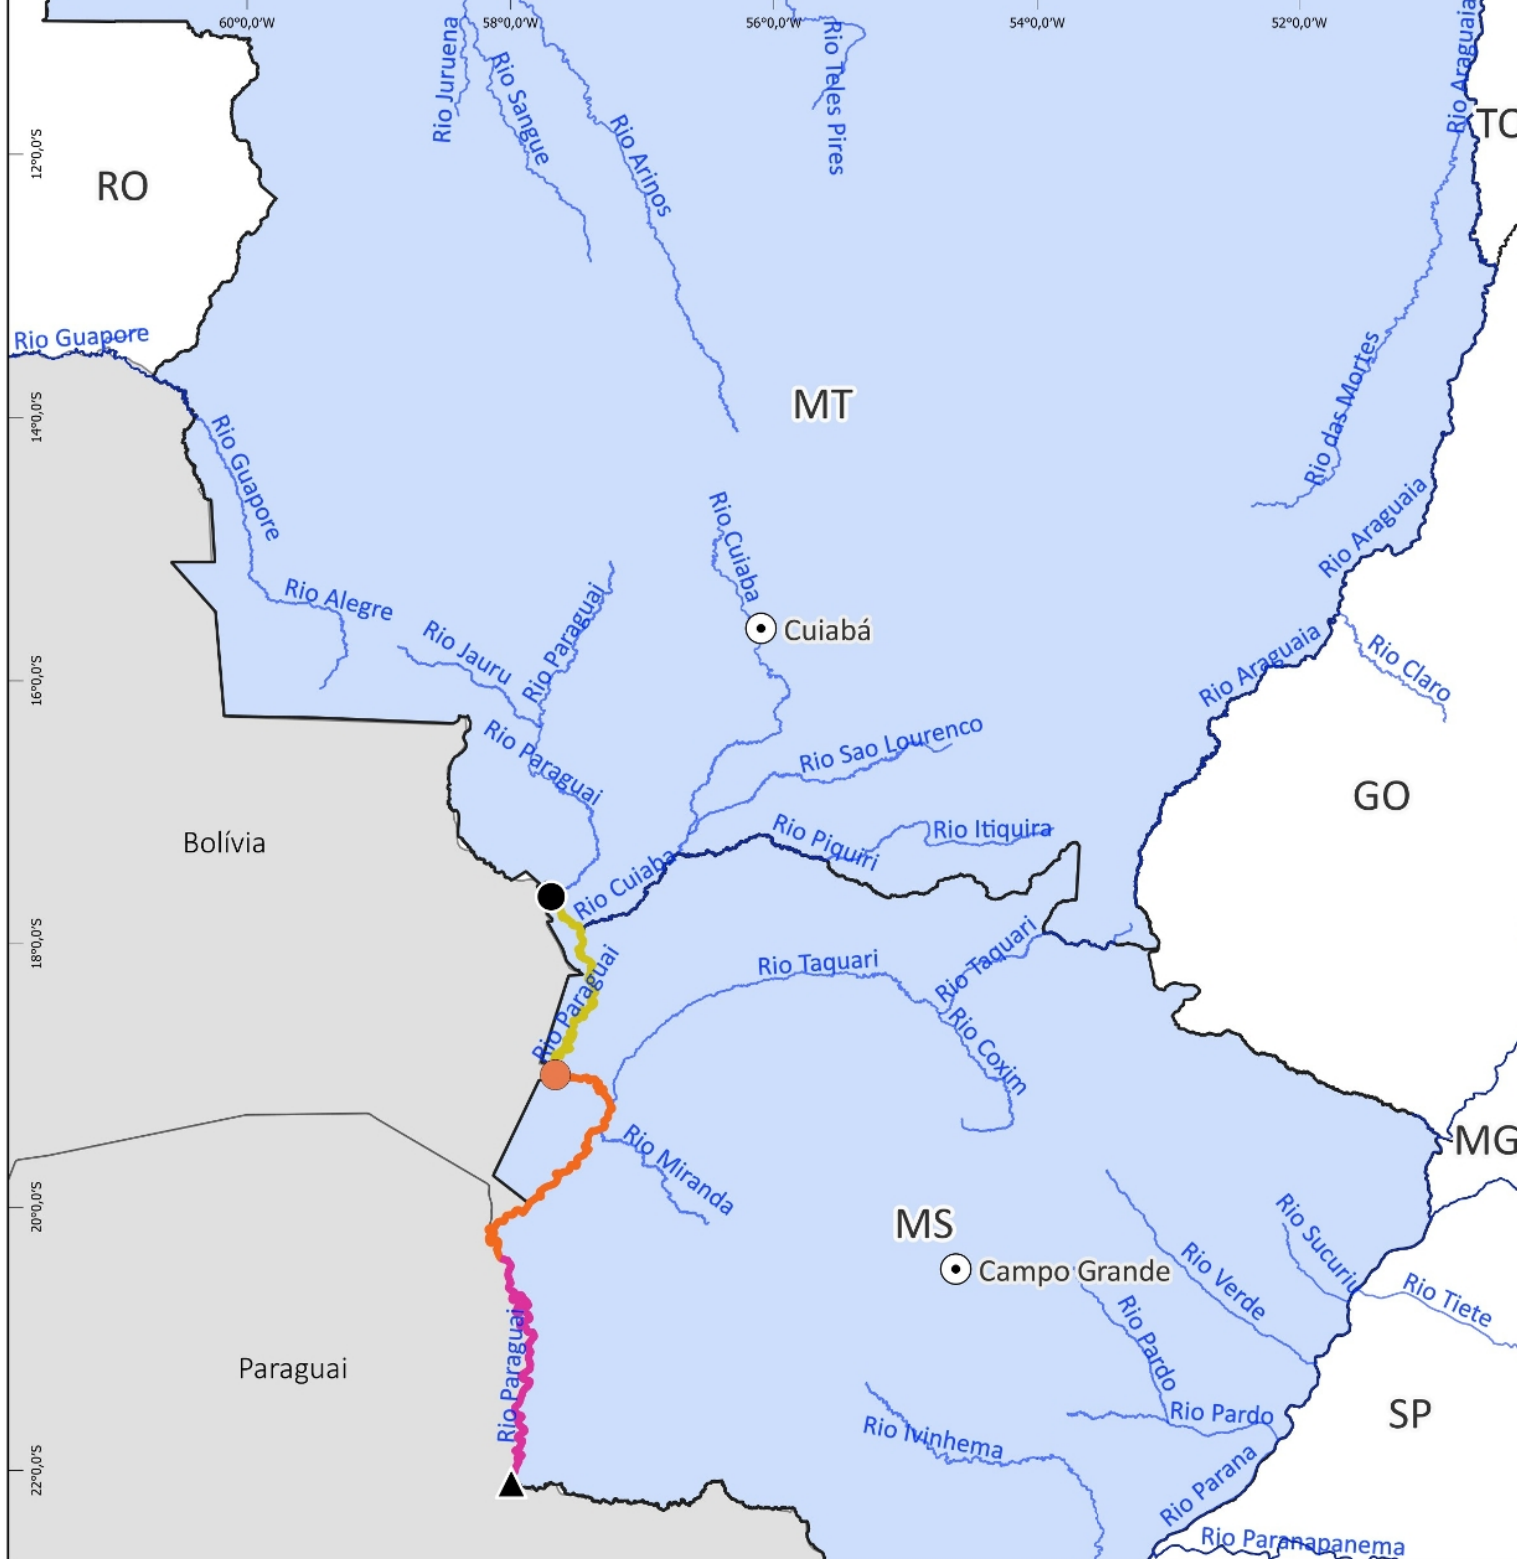 60°0,0'W
58°0,0'W
56°0,0'W
54°0,0'W
52°0,0'W
Rio Juruena
Rio Sangue
Rio Arinos
Rio Teles Pires
Rio Araguaia
TO
12°0,0'S
RO
Rio Guapore
MT
Rio das Mortes
14°0,0'S
Rio Guapore
Rio Cuiaba
Rio Araguaia
Rio Alegre
Rio Jauru
Rio Paraguai
Cuiabá
Rio Araguaia
Rio Claro
16°0,0'S
Rio Paraguai
Rio Sao Lourenco
GO
Bolívia
Rio Piquiri
Rio Itiquira
Rio Cuiaba
18°0,0'S
Rio Paraguai
Rio Taquari
Rio Taquari
Rio Coxim
Rio Miranda
MG
20°0,0'S
MS
Campo Grande
Rio Verde
Rio Sucuriu
Rio Tiete
Paraguai
Rio Paraguai
Rio Pardo
Rio Pardo
SP
Rio Ivinhema
22°0,0'S
Rio Parana
Rio Paranapanema